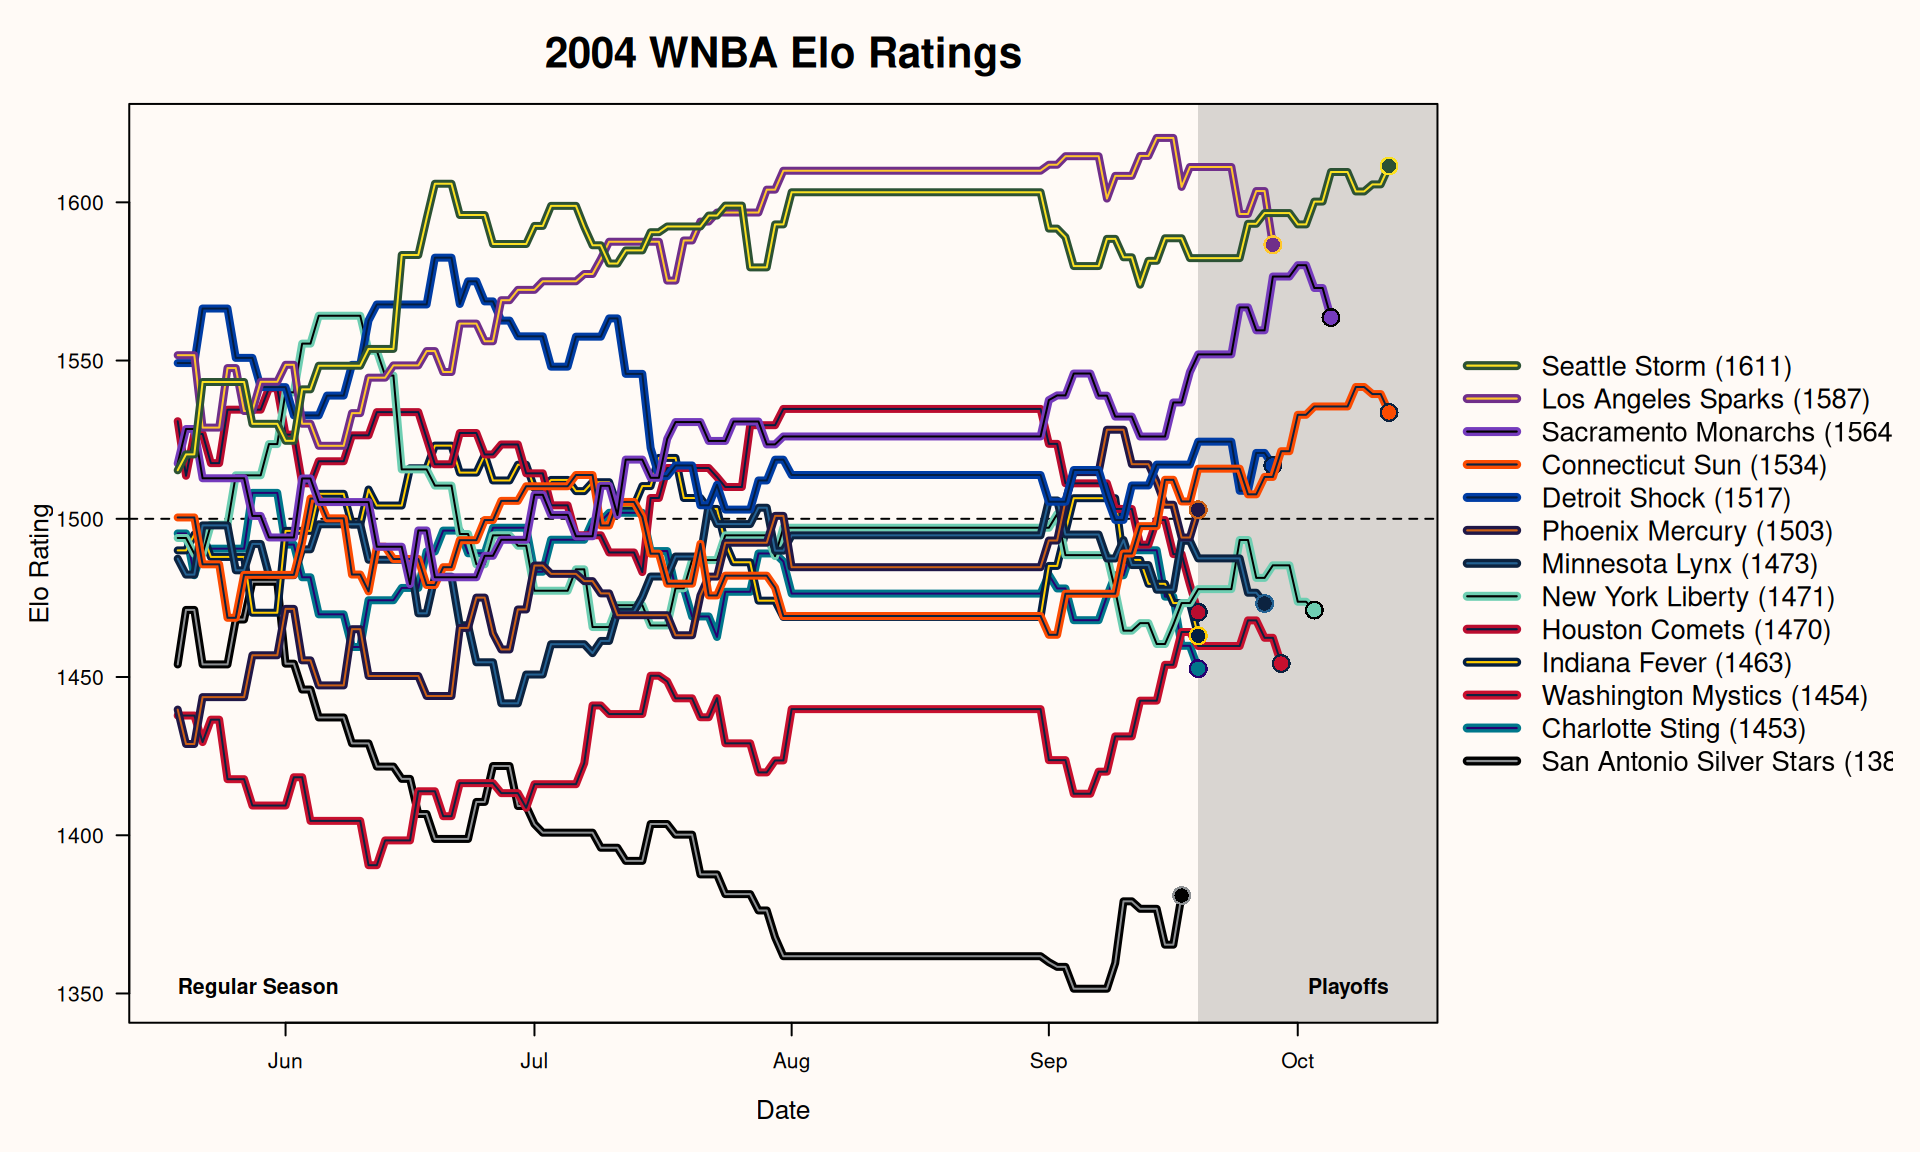 2004 WNBA Elo Ratings
Elo Rating
1600
1550
1500
1450
1400
1350
Regular Season
Playoffs
Jun
Jul
Aug
Sep
Oct
Date
Seattle Storm (1611)
Los Angeles Sparks (1587)
Sacramento Monarchs (1564
Connecticut Sun (1534)
Detroit Shock (1517)
Phoenix Mercury (1503)
Minnesota Lynx (1473)
New York Liberty (1471)
Houston Comets (1470)
Indiana Fever (1463)
Washington Mystics (1454)
Charlotte Sting (1453)
San Antonio Silver Stars (138